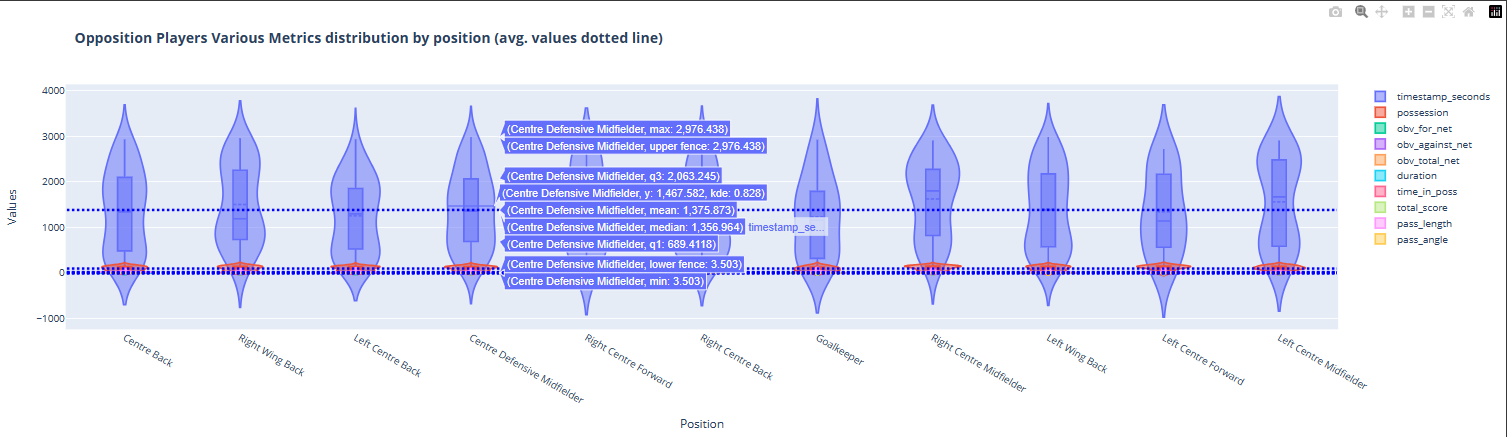 Opposition Players Various Metrics distribution by position (avg. values dotted line)
4000
3000
2000
1000
0
−1000
Values
(Centre Defensive Midfielder, max: 2,976.438)
(Centre Defensive Midfielder, upper fence: 2,976.438)
(Centre Defensive Midfielder, q3: 2,063.245)
(Centre Defensive Midfielder, y: 1,467.582, kde: 0.828)
(Centre Defensive Midfielder, mean: 1,375.873)
(Centre Defensive Midfielder, median: 1,356.964) timestamp_se...
(Centre Defensive Midfielder, q1: 689.4118)
(Centre Defensive Midfielder, lower fence: 3.503)
(Centre Defensive Midfielder, min: 3.503)
Centre Back
Right Wing Back
Left Centre Back
Centre Defensive Midfielder
Right Centre Forward
Right Centre Back
Goalkeeper
Right Centre Midfielder
Left Wing Back
Left Centre Forward
Left Centre Midfielder
Position
timestamp_seconds
possession
obv_for_net
obv_against_net
obv_total_net
duration
time_in_poss
total_score
pass_length
pass_angle